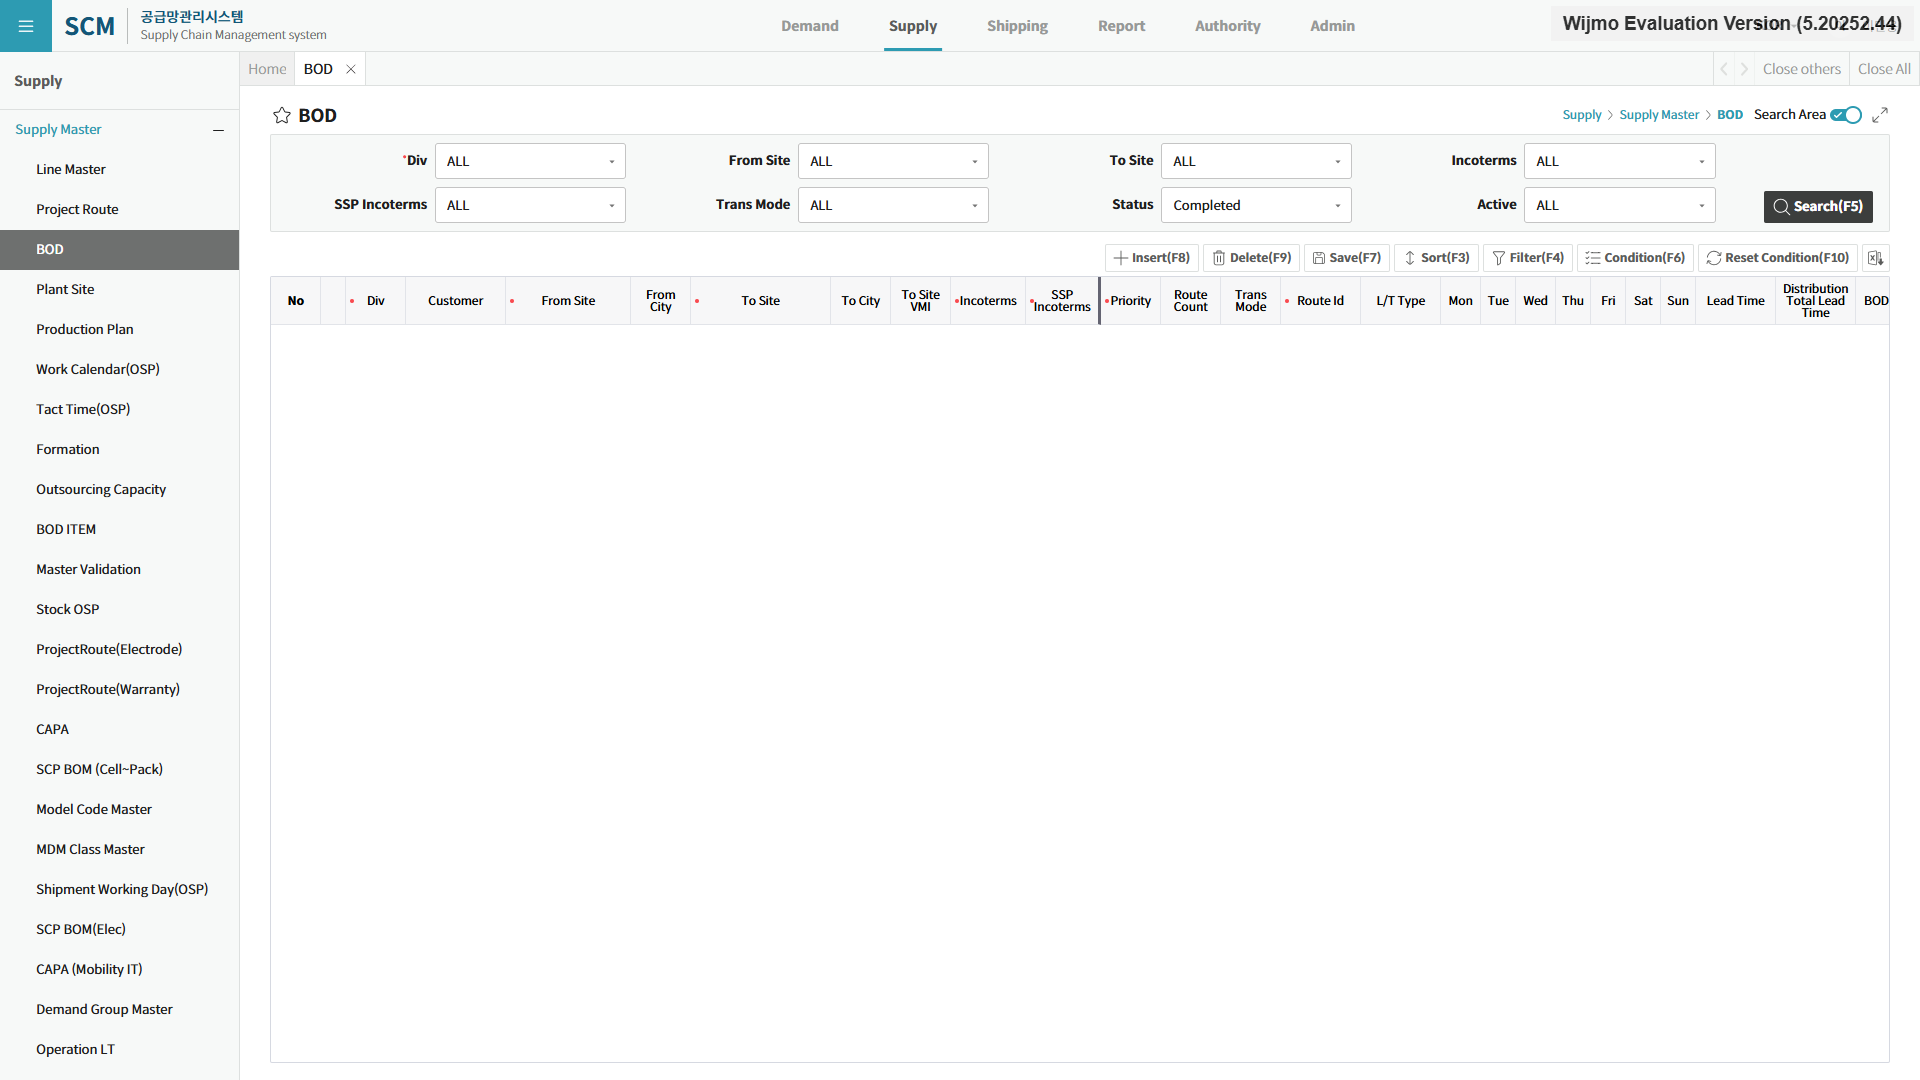 SCM
공급망관리시스템
Supply Chain Management system
Demand
Supply
Shipping
Report
Authority
Admin
Wijmo Evaluation Version (5.20252.44)
Supply
Home
BOD
Close others
Close All
Supply Master
Line Master
Project Route
BOD
Plant Site
Production Plan
Work Calendar(OSP)
Tact Time(OSP)
Formation
Outsourcing Capacity
BOD ITEM
Master Validation
Stock OSP
ProjectRoute(Electrode)
ProjectRoute(Warranty)
CAPA
SCP BOM (Cell~Pack)
Model Code Master
MDM Class Master
Shipment Working Day(OSP)
SCP BOM(Elec)
CAPA (Mobility IT)
Demand Group Master
Operation LT
BOD
Supply > Supply Master > BOD
Search Area
*Div ALL
From Site ALL
To Site ALL
Incoterms ALL
SSP Incoterms ALL
Trans Mode ALL
Status Completed
Active ALL
Search(F5)
Insert(F8)
Delete(F9)
Save(F7)
Sort(F3)
Filter(F4)
Condition(F6)
Reset Condition(F10)
No
Div
Customer
From Site
From
City
To Site
To City
To Site
VMI
Incoterms
SSP
Incoterms
Priority
Route
Count
Trans
Mode
Route Id
L/T Type
Mon
Tue
Wed
Thu
Fri
Sat
Sun
Lead Time
Distribution
Total Lead
Time
BOD